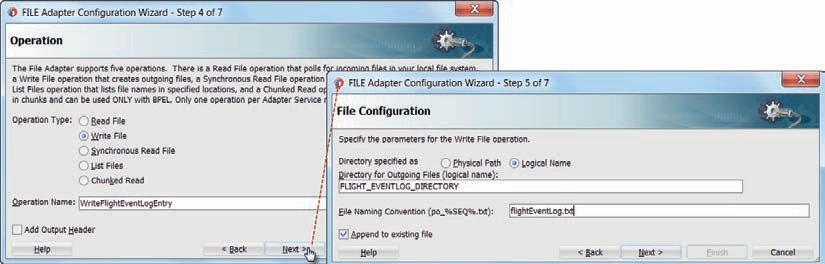 FILE Adapter Configuration Wizard - Step 4 of 7
Operation
The File Adapter supports five operations. There is a Read File operation that polls for incoming files in your local file system,
a Write File operation that creates outgoing files, a Synchronous Read File operation
List Files operation that lists file names in specified locations, and a Chunked Read op
in chunks and can be used ONLY with BPEL. Only one operation per Adapter Service
Operation Type:
Read File
Write File
Synchronous Read File
List Files
Chunked Read
Operation Name: WriteFlightEventLogEntry
Add Output Header
Help
< Back
Next >
FILE Adapter Configuration Wizard - Step 5 of 7
File Configuration
Specify the parameters for the Write File operation.
Directory specified as
Physical Path
Logical Name
Directory for Outgoing Files (logical name):
FLIGHT_EVENTLOG_DIRECTORY
File Naming Convention (po_%SEQ%.txt): flightEventLog.txt
Append to existing file
Help
< Back
Next >
Finish
Cancel